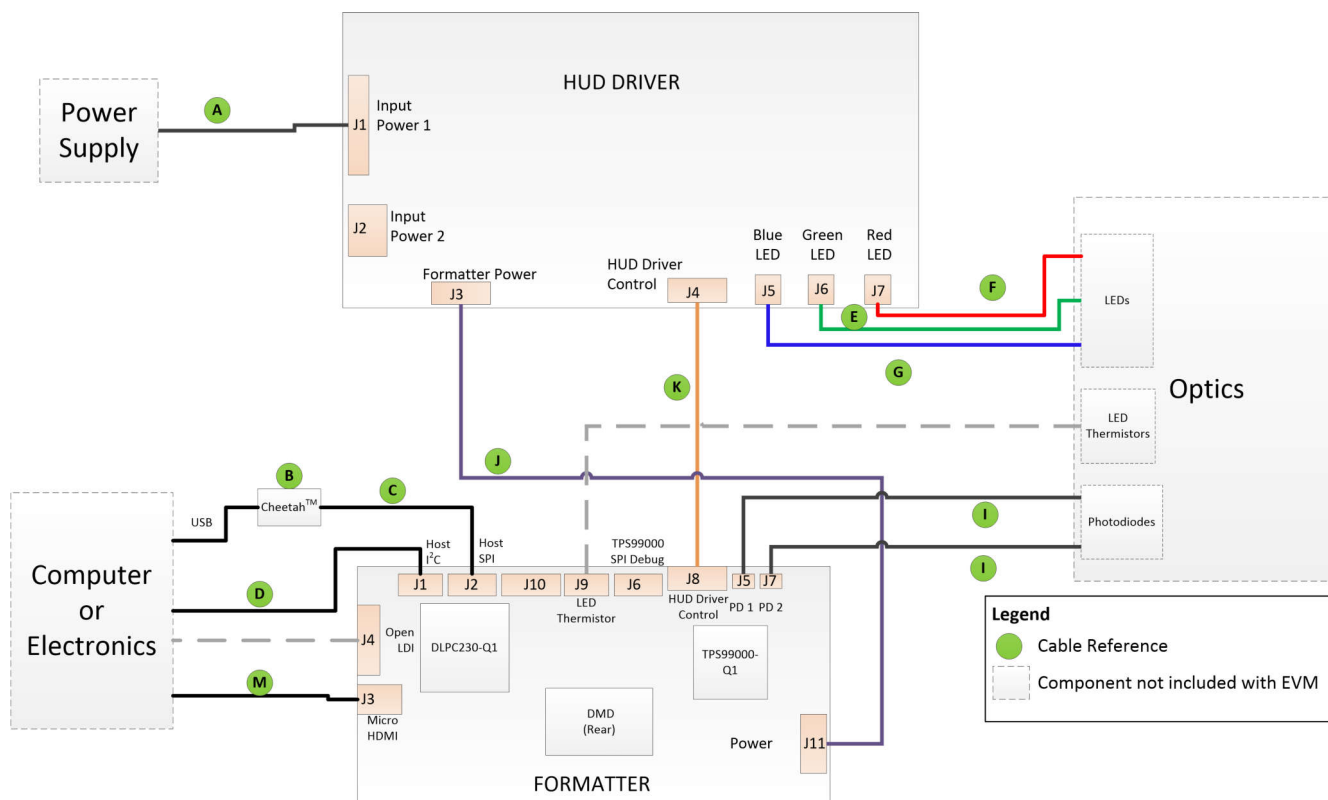 HUD DRIVER
Power
Supply
A
J1
Input
Power 1
J2
Input
Power 2
Formatter Power
J3
HUD Driver
Control
J4
Blue
LED
J5
Green
LED
J6
Red
LED
J7
E
F
G
LEDs
LED
Thermistors
Photodiodes
Optics
K
J
I
I
B
Cheetah™
C
USB
Computer
or
Electronics
D
M
Host
I²C
J1
Host
SPI
J2
J10
J9
LED
Thermistor
TPS99000
SPI Debug
J6
J8
HUD Driver
Control
J5
PD 1
J7
PD 2
J4
Open
LDI
J3
Micro
HDMI
DLPC230-Q1
TPS99000-
Q1
DMD
(Rear)
Power
J11
FORMATTER
Legend
Cable Reference
Component not included with EVM